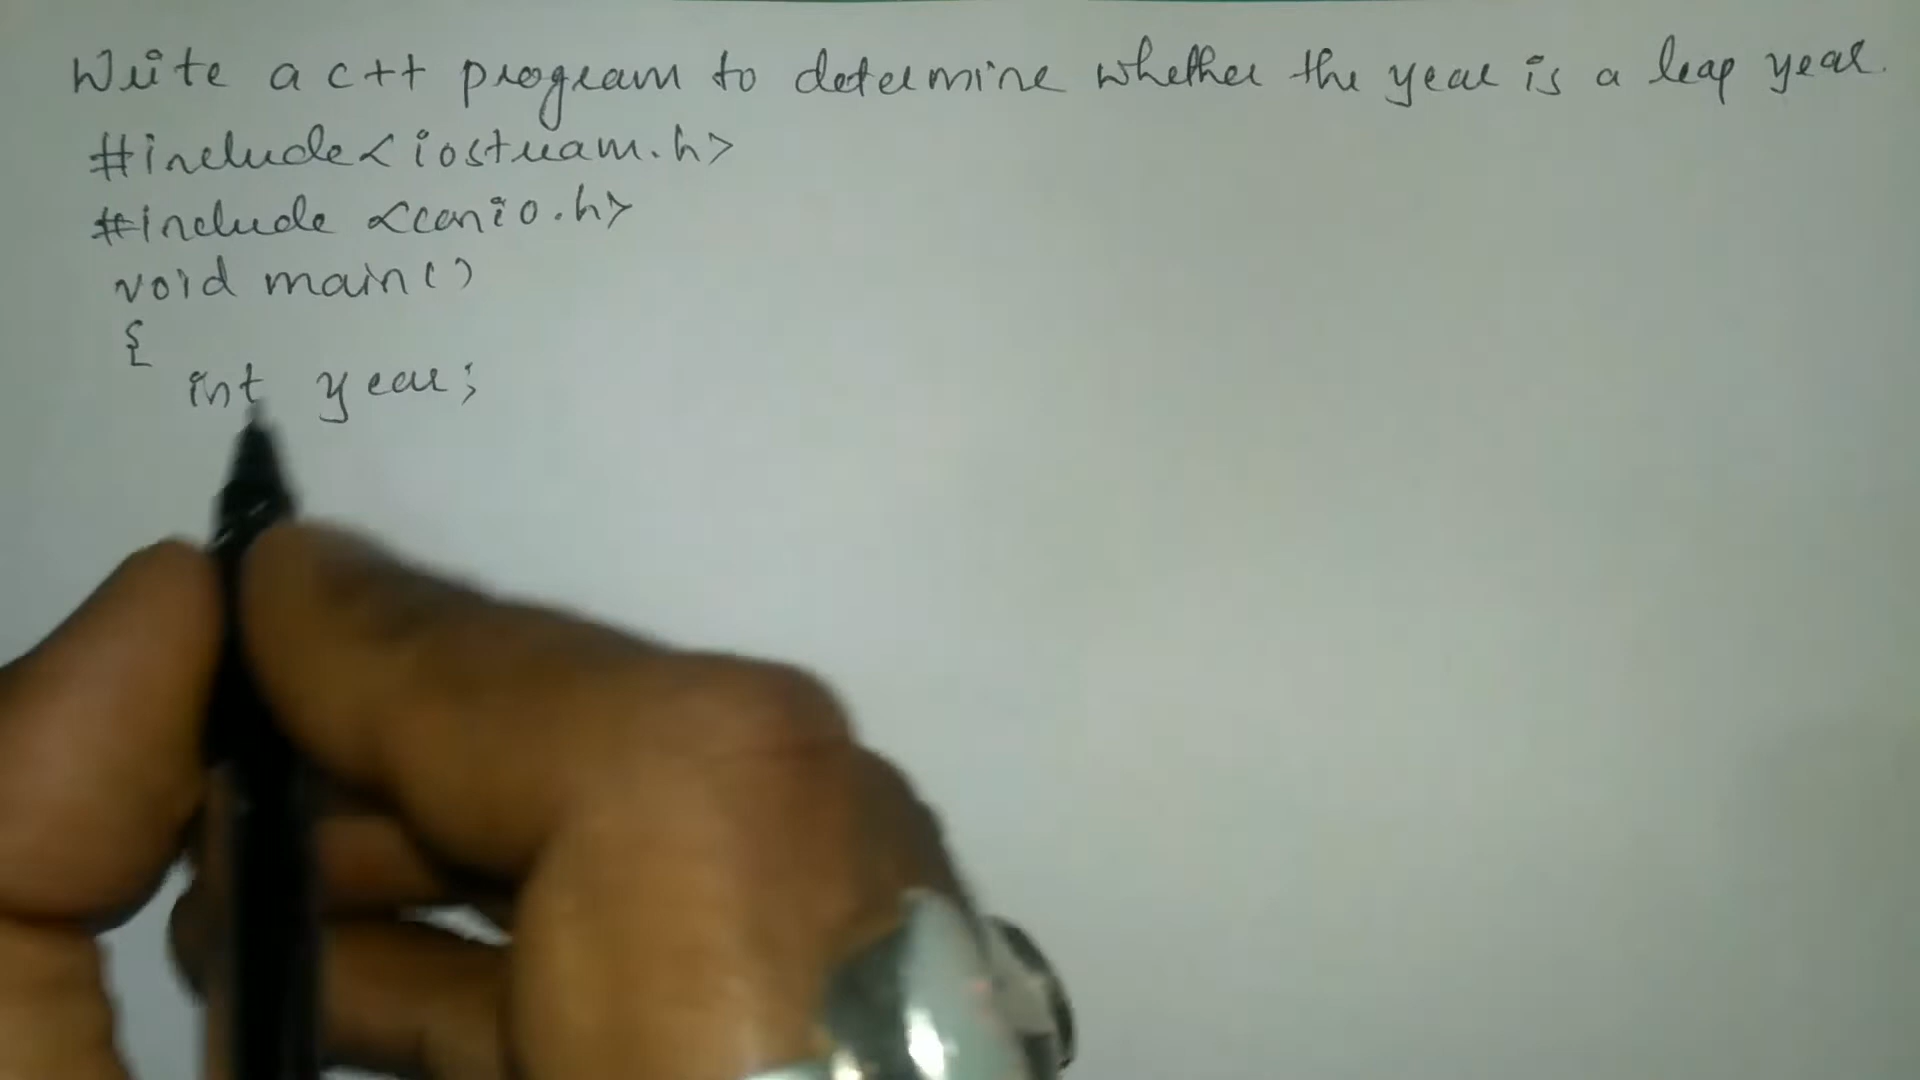 Write a c++ program to determine whether the year is a leap year.
#include<iostream.h>
#include <conio.h>
void main()
{
int year;